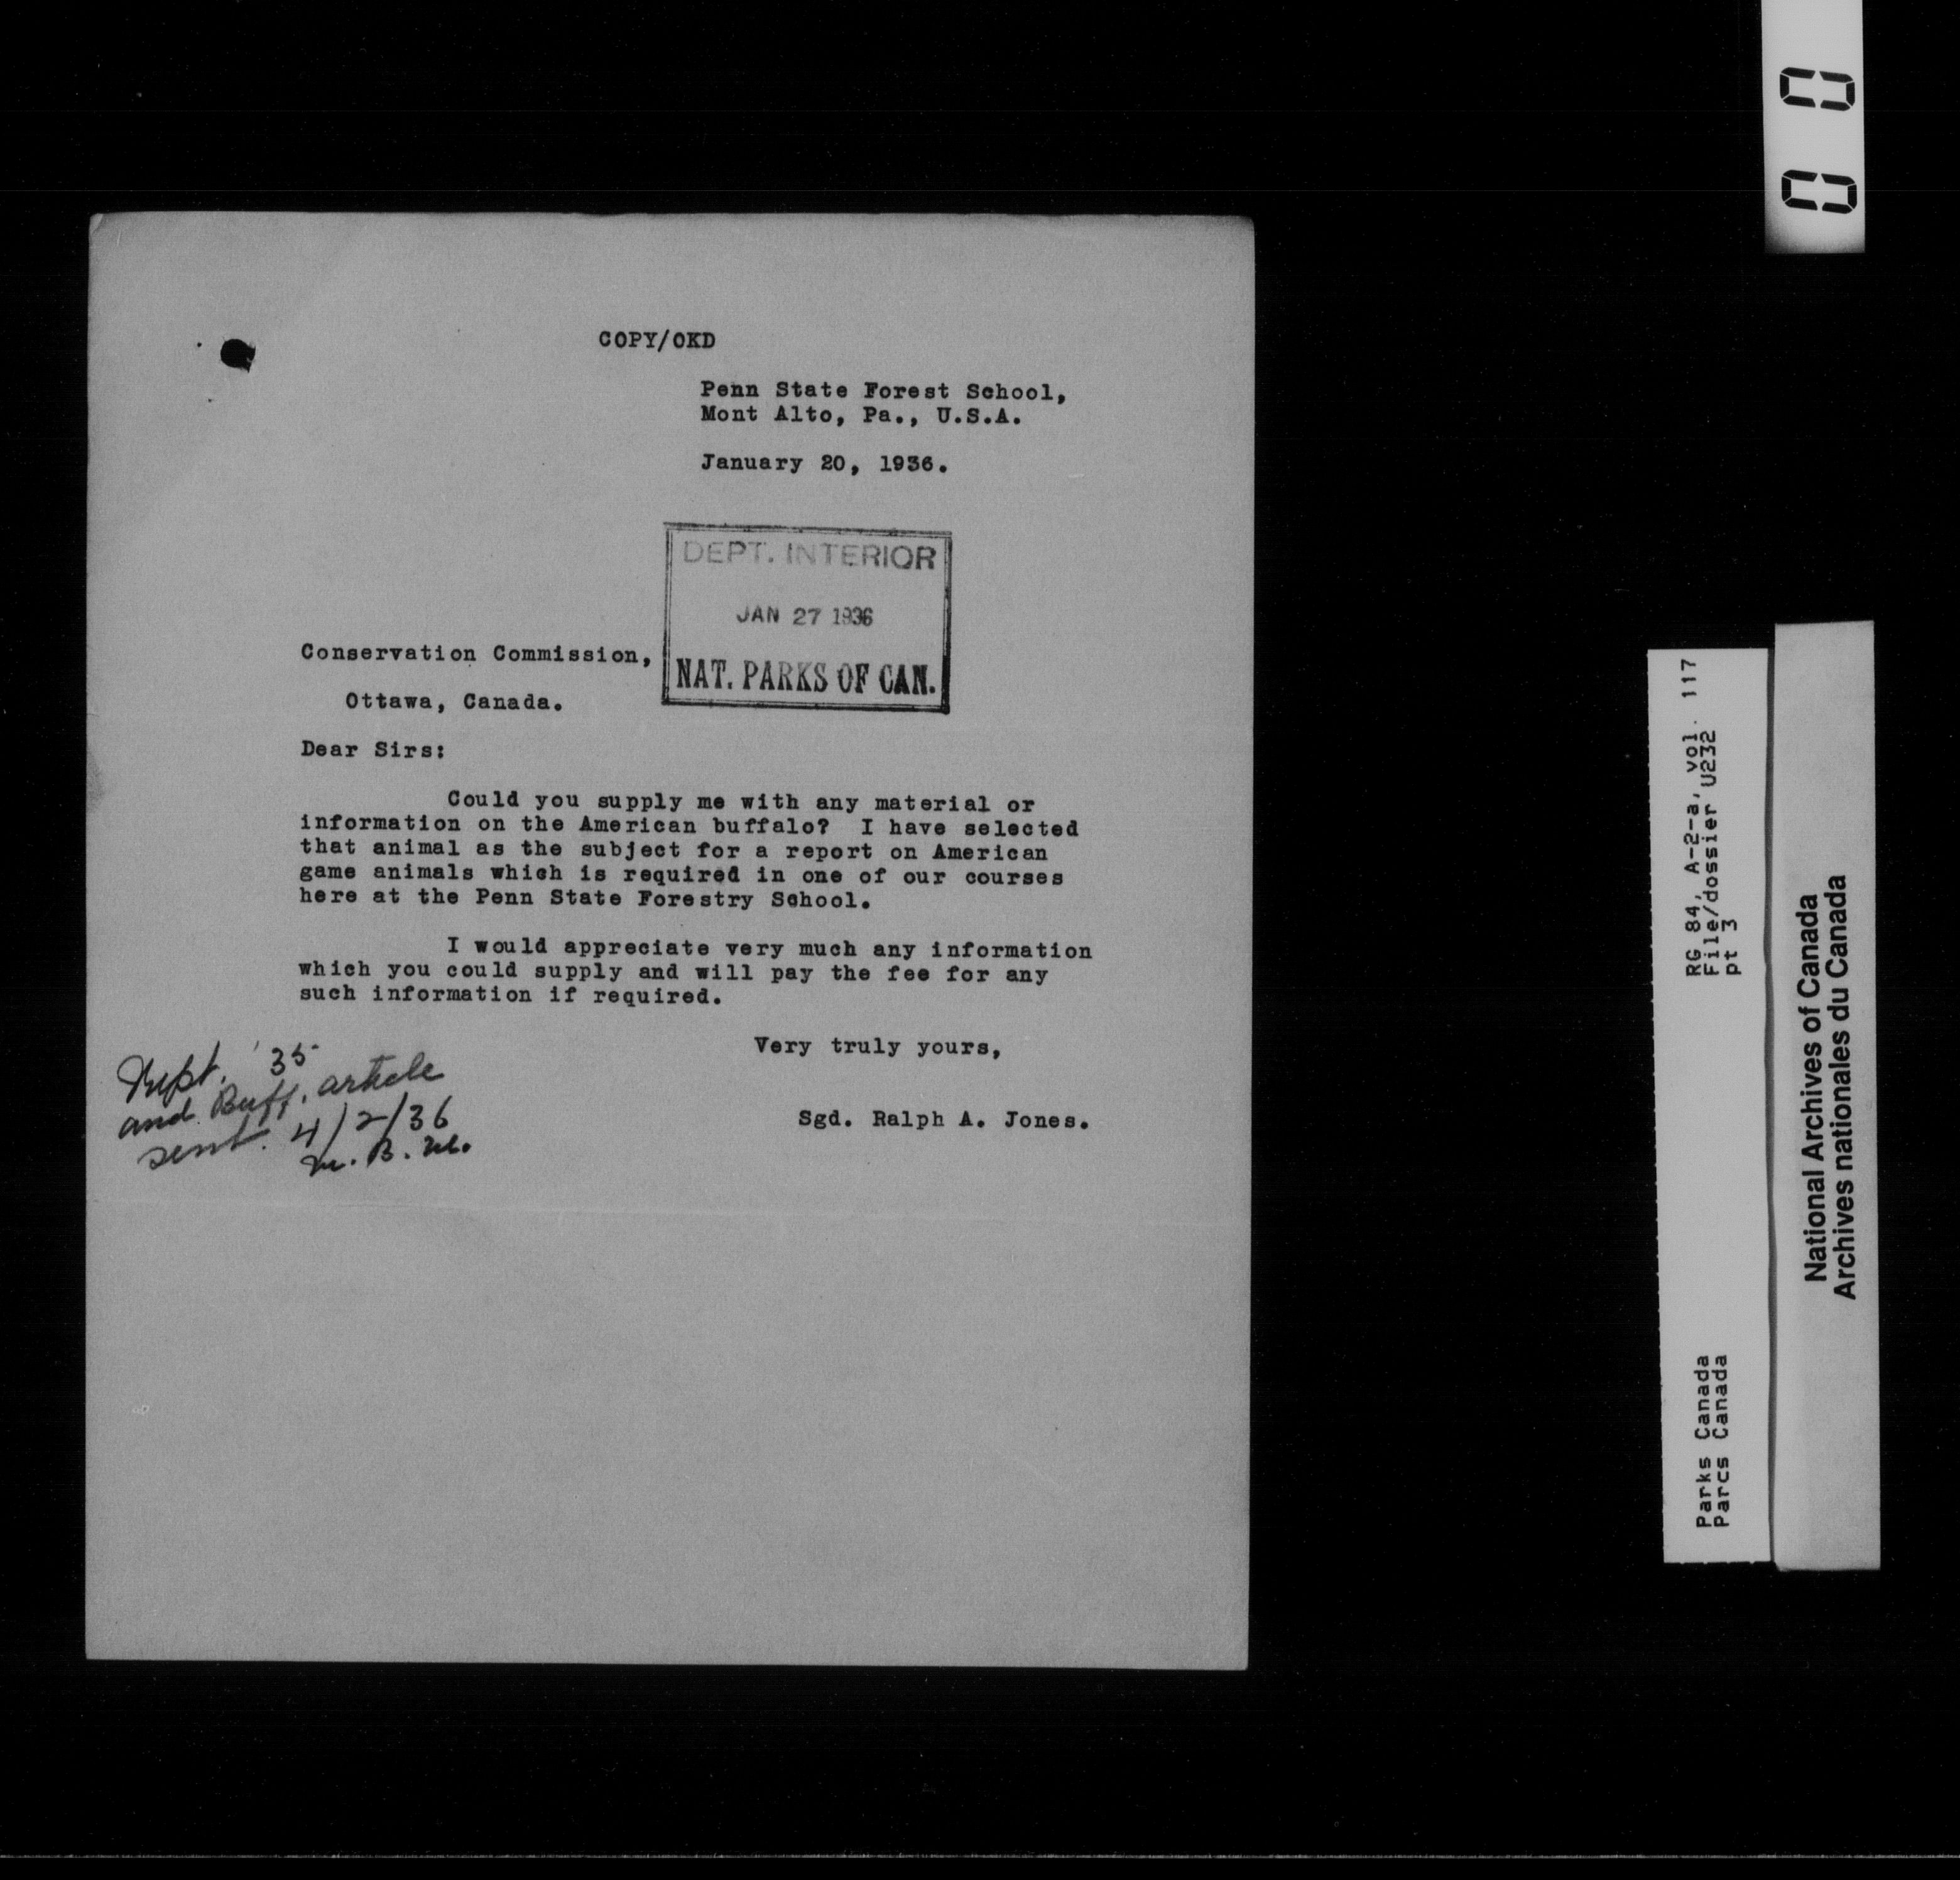 COPY/OKD
Penn State Forest School,
Mont Alto, Pa., U.S.A.
January 20, 1936.
DEPT. INTERIOR
JAN 27 1936
NAT. PARKS OF CAN.
Conservation Commission,
Ottawa, Canada.
Dear Sirs:
Could you supply me with any material or
information on the American buffalo? I have selected
that animal as the subject for a report on American
game animals which is required in one of our courses
here at the Penn State Forestry School.
I would appreciate very much any information
which you could supply and will pay the fee for any
such information if required.
Very truly yours,
Sgd. Ralph A. Jones.
'35
and Buff. article
sent. 4/2/36
M. B. W.
00
RG 84, A-2-a, vol. 117
File/dossier U232
pt 3
Parks Canada
Parcs Canada
National Archives of Canada
Archives nationales du Canada